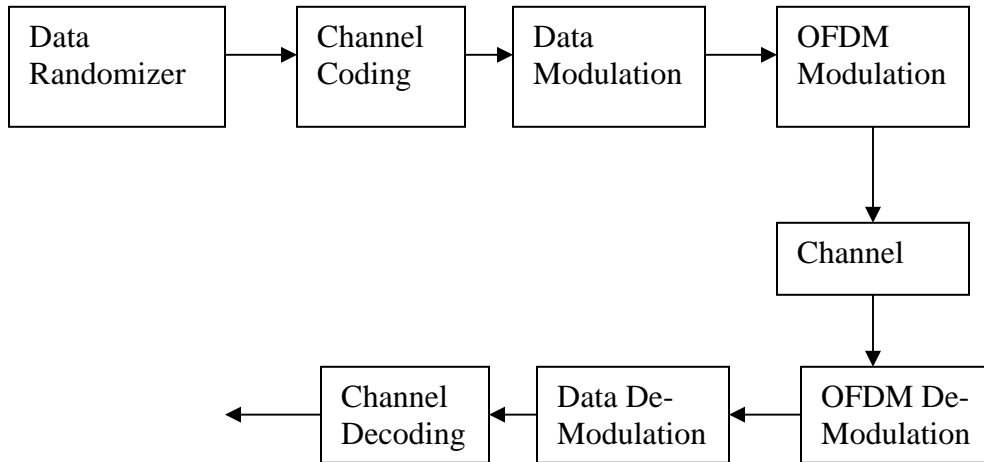 Data
Randomizer
Channel
Coding
Data
Modulation
OFDM
Modulation
Channel
Channel
Decoding
Data De-
Modulation
OFDM De-
Modulation